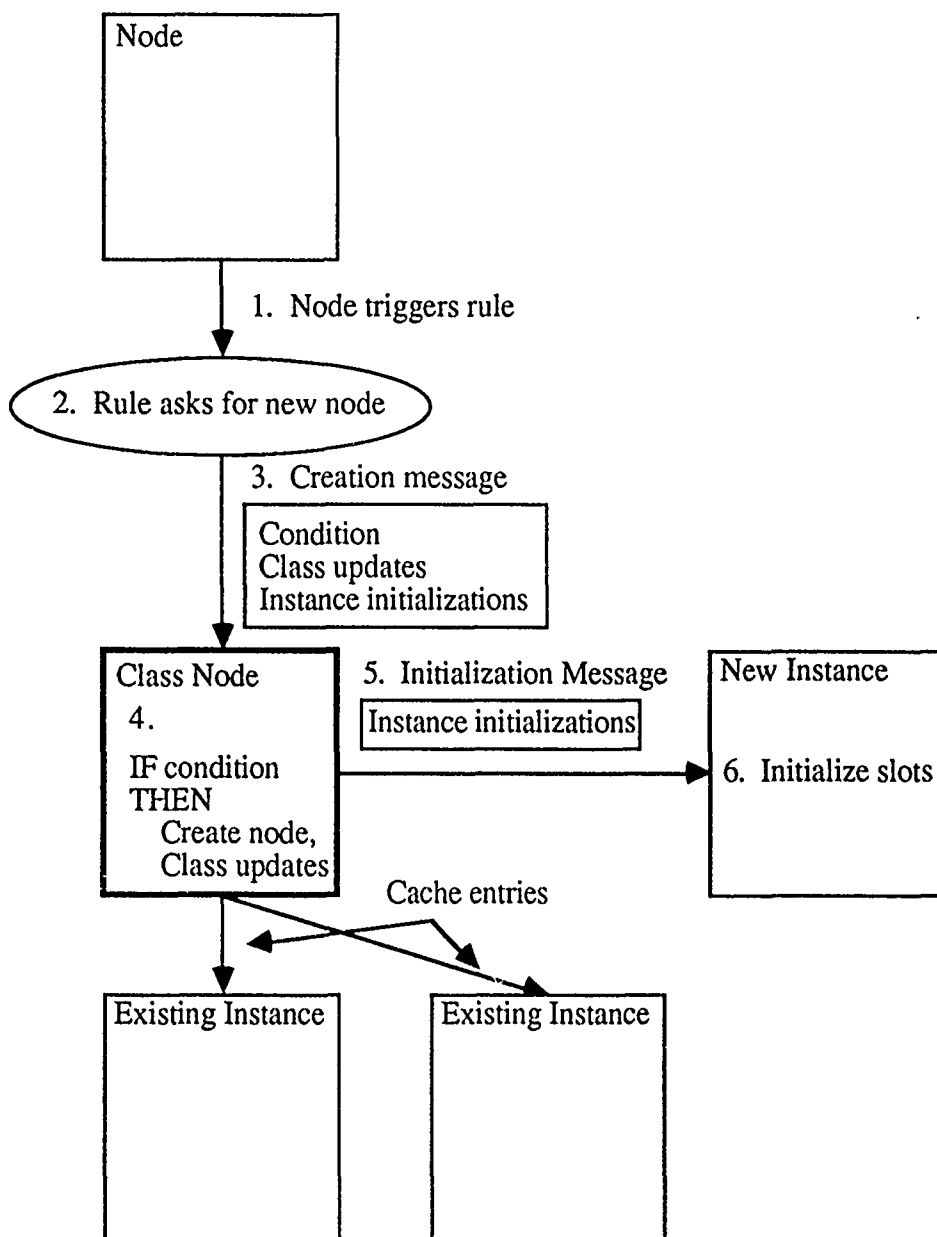 Node
1. Node triggers rule
2. Rule asks for new node
3. Creation message
Condition
Class updates
Instance initializations
Class Node
4.
IF condition
THEN
Create node,
Class updates
5. Initialization Message
Instance initializations
New Instance
6. Initialize slots
Cache entries
Existing Instance
Existing Instance